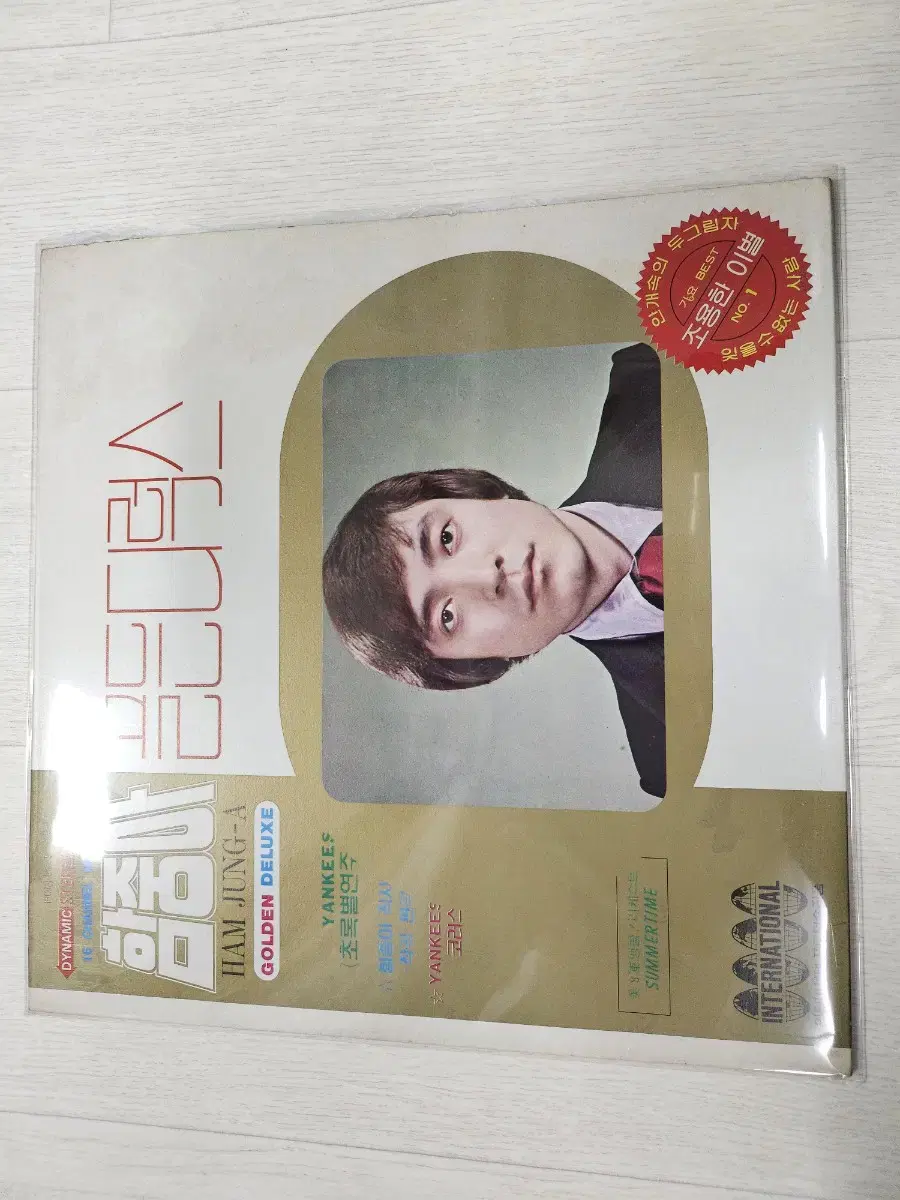 DYNAMIC
함중아
HAM JUNG-A
GOLDEN DELUXE
골든디럭스
YANKEES
(초록별연주
YANKEES
코러스
SUMMERTIME
INTERNATIONAL
안개속의 두그림자
가요 BEST
조용한 이별
NO. 1
잊을수 없는 사람